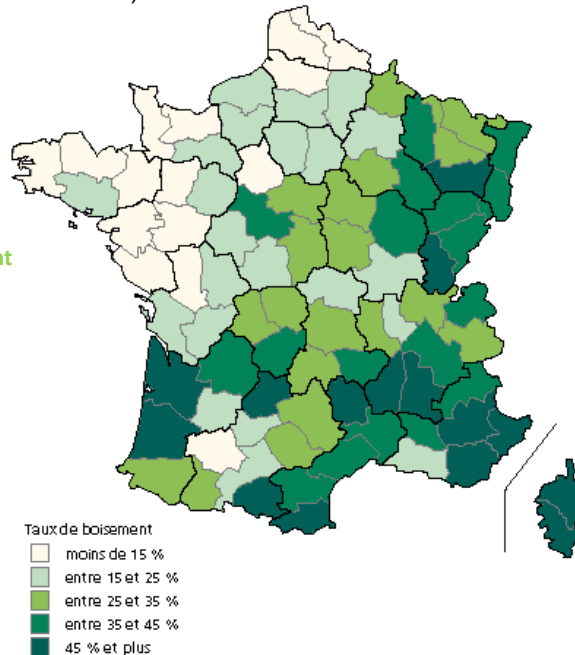 nt
Taux de boisement
moins de 15 %
entre 15 et 25 %
entre 25 et 35 %
entre 35 et 45 %
45 % et plus